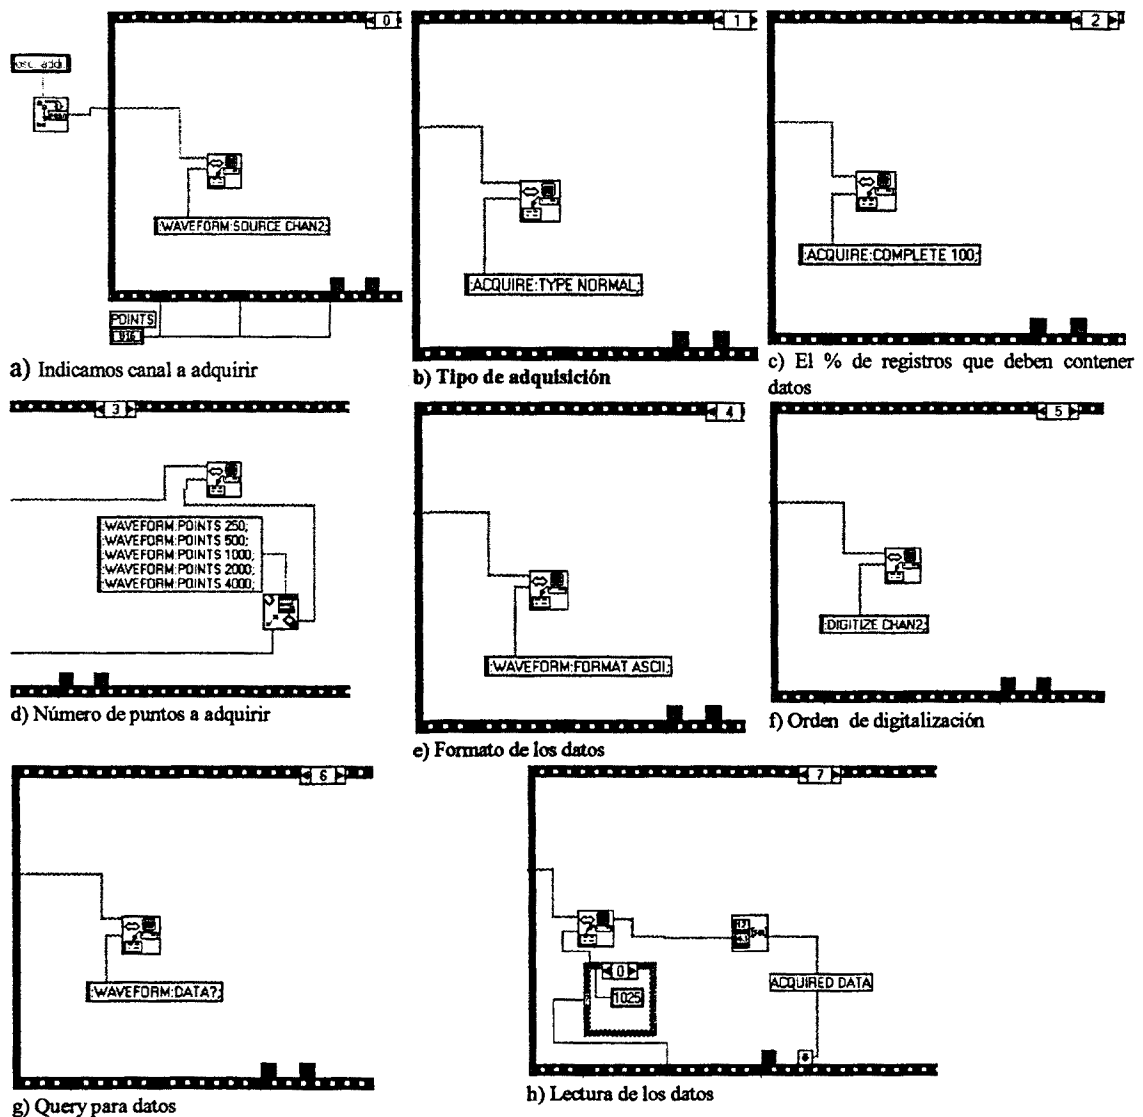 0
osc. addr.
:WAVEFORM:SOURCE CHAN2;
POINTS
U16
a) Indicamos canal a adquirir
1
:ACQUIRE:TYPE NORMAL;
b) Tipo de adquisición
2
:ACQUIRE:COMPLETE 100;
c) El % de registros que deben contener
datos
3
:WAVEFORM:POINTS 250;
:WAVEFORM:POINTS 500;
:WAVEFORM:POINTS 1000;
:WAVEFORM:POINTS 2000;
:WAVEFORM:POINTS 4000;
d) Número de puntos a adquirir
4
:WAVEFORM:FORMAT ASCII;
e) Formato de los datos
5
:DIGITIZE CHAN2;
f) Orden de digitalización
6
:WAVEFORM:DATA?;
g) Query para datos
7
0
1025
ACQUIRED DATA
h) Lectura de los datos